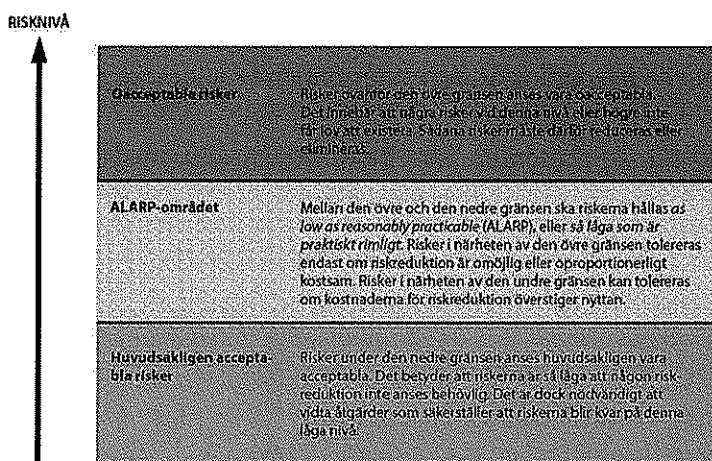 RISKNIVÅ
Oacceptabla risker
Risker ovanför den övre gränsen anses vara oacceptabla.
Det innebär att några risker vid denna nivå eller högre inte
får lov att existera. Sådana risker måste därför reduceras eller
elimineras.
ALARP-området
Mellan den övre och den nedre gränsen ska riskerna hållas as
low as reasonably practicable (ALARP), eller så låga som är
praktiskt rimligt. Risker i närheten av den övre gränsen tolereras
endast om riskreduktion är omöjlig eller oproportionerligt
kostsam. Risker i närheten av den undre gränsen kan tolereras
om kostnaderna för riskreduktion överstiger nyttan.
Huvudsakligen accepta-
bla risker
Risker under den nedre gränsen anses huvudsakligen vara
acceptabla. Det betyder att riskerna är så låga att någon risk-
reduktion inte anses behövlig. Det är dock nödvändigt att
vidta åtgärder som säkerställer att riskerna blir kvar på denna
låga nivå.